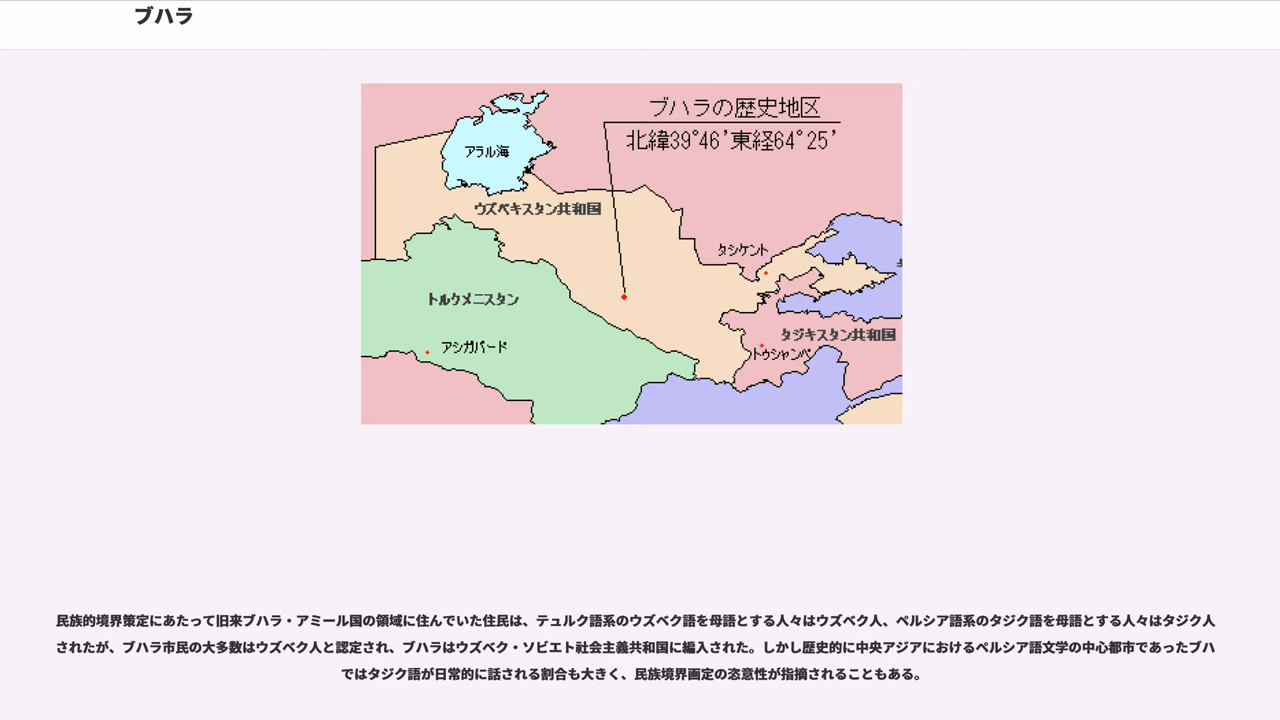 ブハラ
ブハラの歴史地区
北緯39°46’東経64°25’
アラル海
ウズベキスタン共和国
タシケント
トルクメニスタン
タジキスタン共和国
アシガバード
トゥシャンベ
民族的境界策定にあたって旧来ブハラ・アミール国の領域に住んでいた住民は、テュルク語系のウズベク語を母語とする人々はウズベク人、ペルシア語系のタジク語を母語とする人々はタジク人
されたが、ブハラ市民の大多数はウズベク人と認定され、ブハラはウズベク・ソビエト社会主義共和国に編入された。しかし歴史的に中央アジアにおけるペルシア語文学の中心都市であったブハ
ではタジク語が日常的に話される割合も大きく、民族境界画定の恣意性が指摘されることもある。